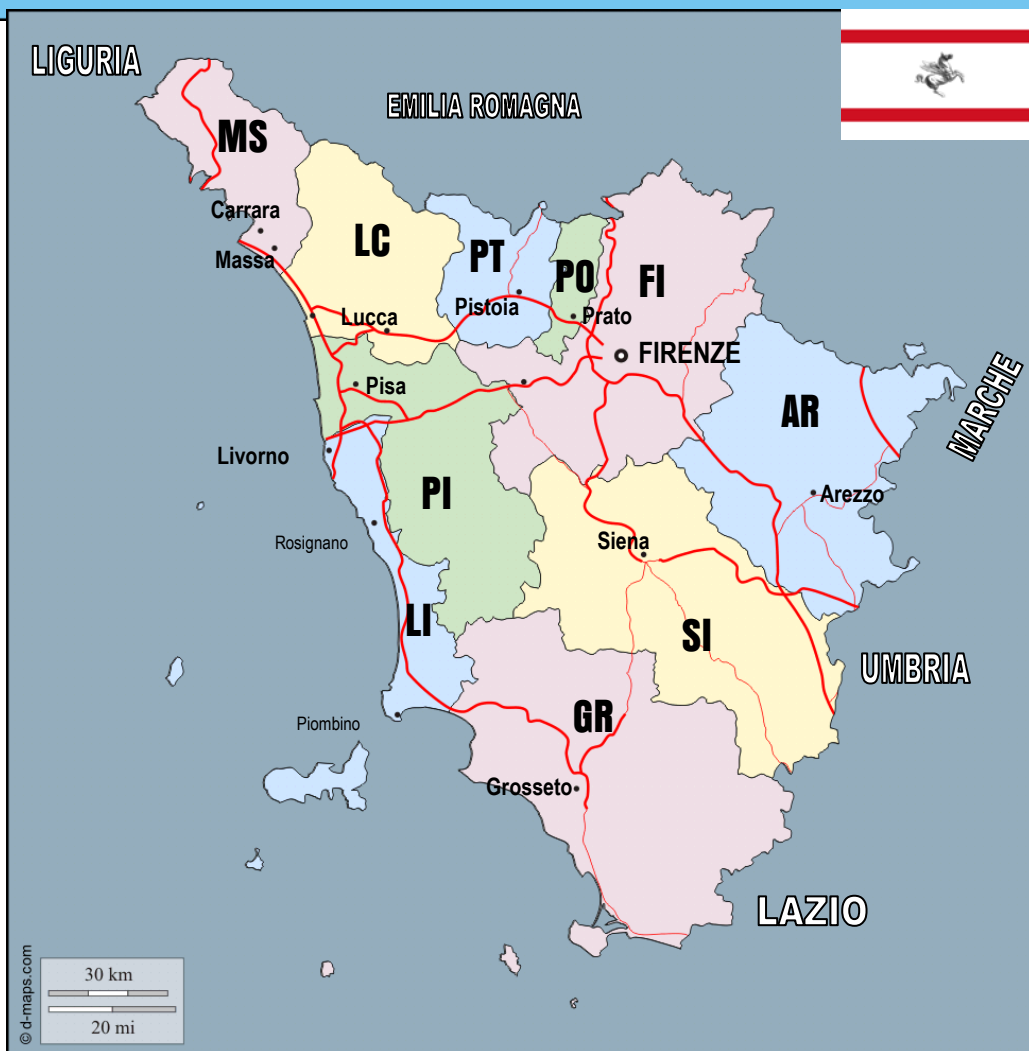 LIGURIA
EMILIA ROMAGNA
MS
Carrara
LC
PT
PO
FI
Massa
Pistoia
Lucca
Prato
FIRENZE
Pisa
AR
MARCHE
Livorno
PI
Arezzo
Rosignano
Siena
LI
SI
UMBRIA
GR
Piombino
Grosseto
LAZIO
© d-maps.com
30 km
20 mi